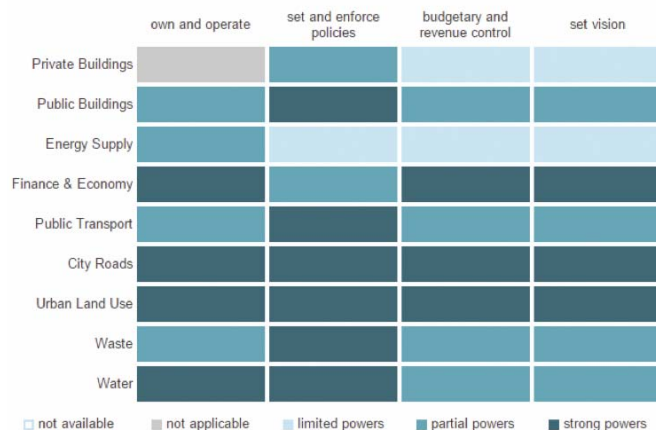 own and operate
set and enforce
policies
budgetary and
revenue control
set vision
Private Buildings
Public Buildings
Energy Supply
Finance & Economy
Public Transport
City Roads
Urban Land Use
Waste
Water
not available
not applicable
limited powers
partial powers
strong powers